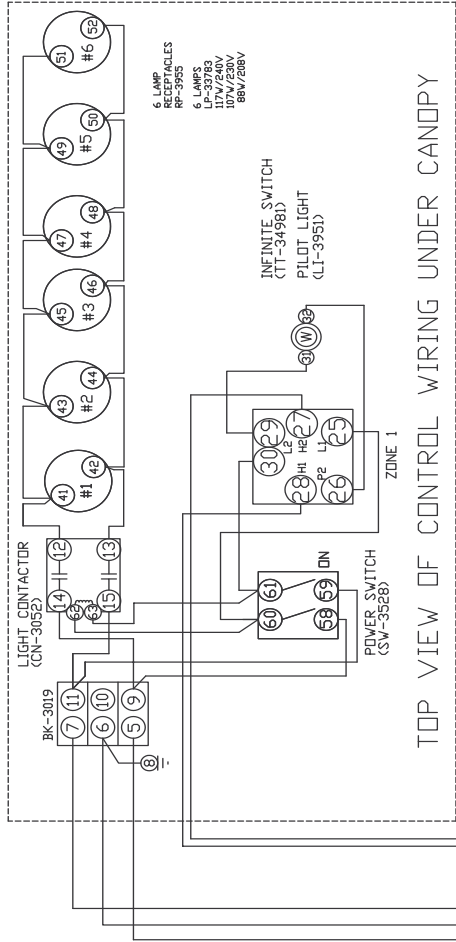 BK-3019
7
11
6
10
5
9
8
LIGHT CONTACTOR
(CN-3052)
14
12
62
63
15
13
41
#1
42
43
#2
44
45
#3
46
47
#4
48
49
#5
50
51
#6
52
6 LAMP
RECEPTACLES
RP-3955
6 LAMPS
LP-33783
117W/240V
107W/230V
88W/208V
60
61
58
59
ON
POWER SWITCH
(SW-3528)
30
29
L2
28
H1
H2
27
26
P2
L1
25
ZONE 1
INFINITE SWITCH
(TT-34981)
PILOT LIGHT
(LI-3951)
31
W
32
TOP VIEW OF CONTROL WIRING UNDER CANOPY